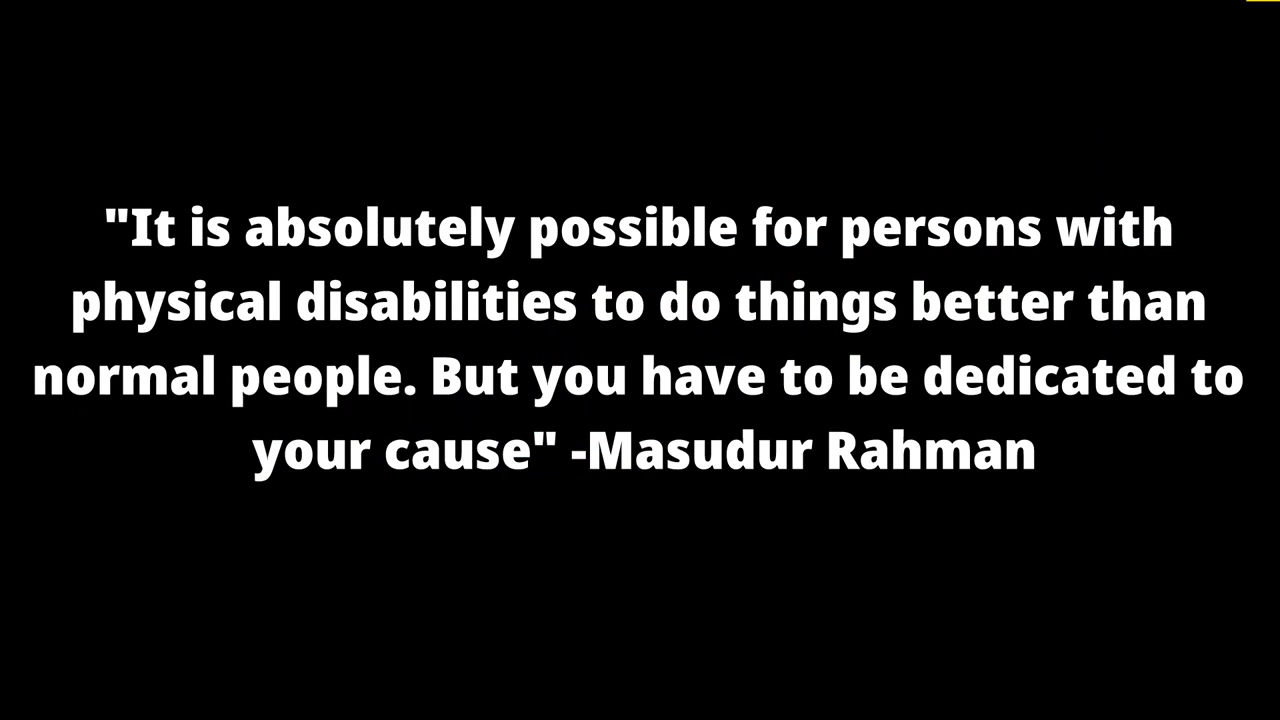 "It is absolutely possible for persons with
physical disabilities to do things better than
normal people. But you have to be dedicated to
your cause" -Masudur Rahman